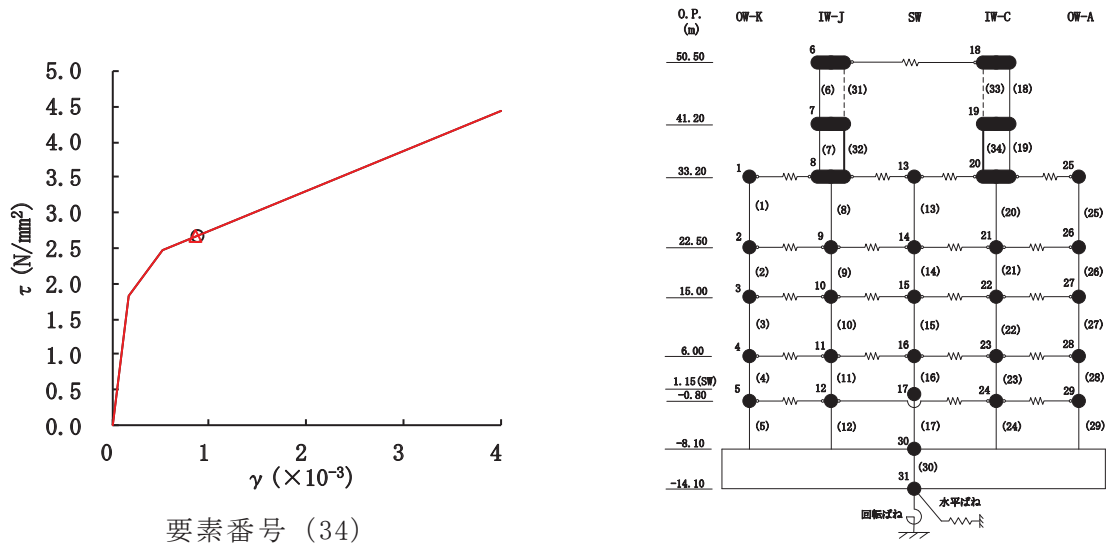 5.0
4.5
4.0
3.5
3.0
2.5
2.0
1.5
1.0
0.5
0.0
τ (N/mm²)
0 1 2 3 4
γ (×10⁻³)
要素番号 (34)
O.P. OW-K IW-J SW IW-C OW-A
(m)
6 18
50.50
(6) (31) (33) (18)
7 19
41.20
(7) (32) (34) (19)
1 8 13 20 25
33.20
(1) (8) (13) (20) (25)
2 9 14 21 26
22.50
(2) (9) (14) (21) (26)
3 10 15 22 27
15.00
(3) (10) (15) (22) (27)
4 11 16 23 28
6.00
(4) (11) (16) (23) (28)
1.15(SW)
5 12 17 24 29
-0.80
(5) (12) (17) (24) (29)
30
-8.10
(30)
31
-14.10
水平ばね
回転ばね